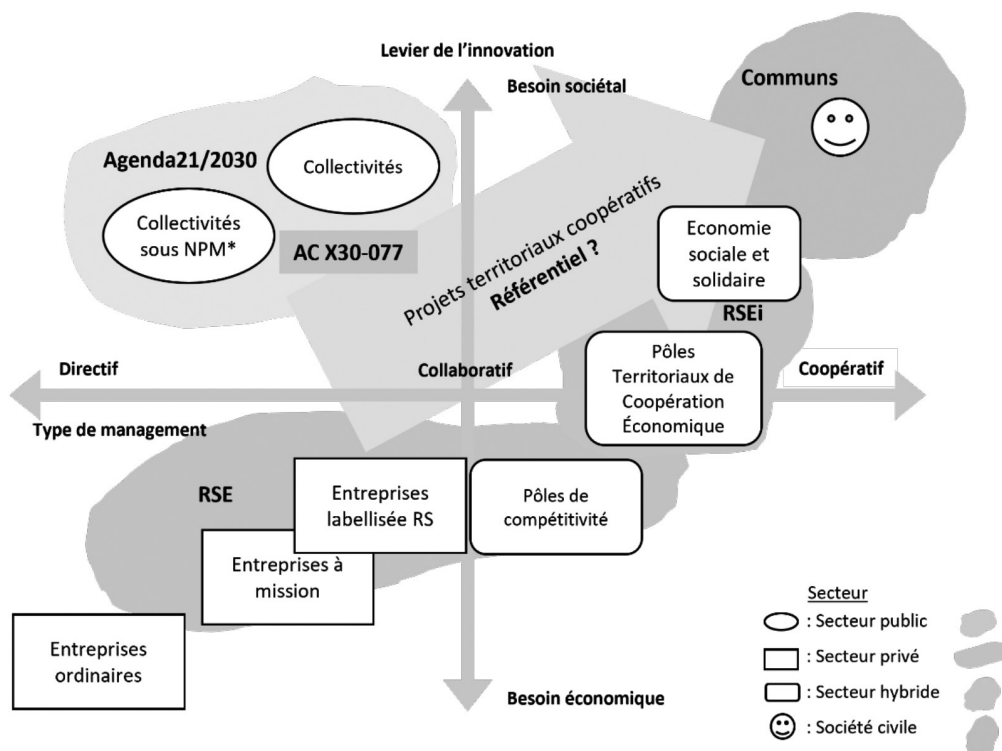 Levier de l'innovation
Besoin sociétal
Communs
Agenda21/2030
Collectivités
Collectivités
sous NPM*
AC X30-077
Projets territoriaux coopératifs
Référentiel ?
Economie
sociale et
solidaire
RSEi
Directif
Collaboratif
Coopératif
Type de management
Pôles
Territoriaux de
Coopération
Économique
RSE
Entreprises
labellisée RS
Pôles de
compétitivité
Entreprises à
mission
Entreprises
ordinaires
Besoin économique
Secteur
: Secteur public
: Secteur privé
: Secteur hybride
: Société civile